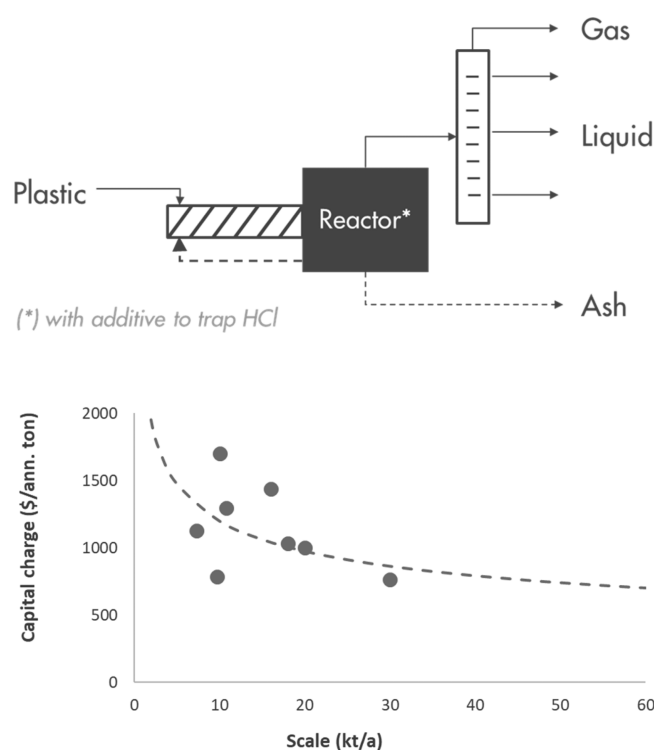 Gas
Liquid
Plastic
Reactor*
Ash
(*) with additive to trap HCl
Capital charge ($/ann. ton)
2000
1500
1000
500
0
0 10 20 30 40 50 60
Scale (kt/a)